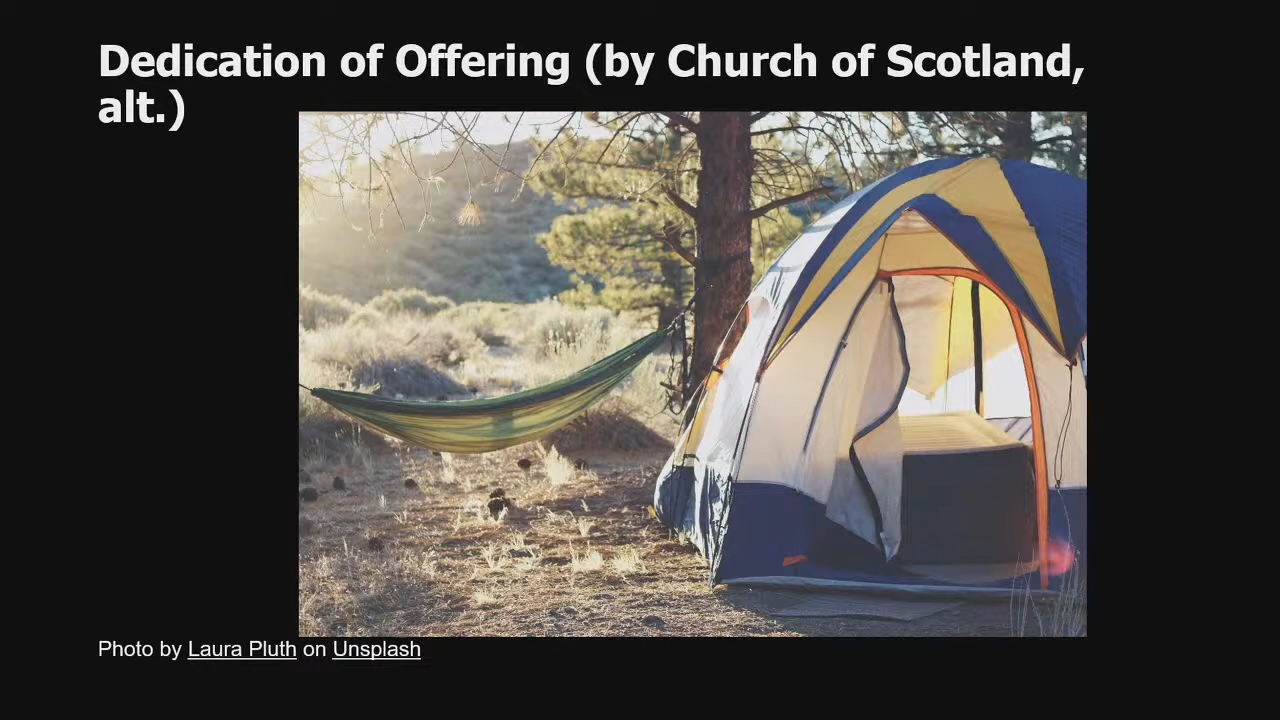 Dedication of Offering (by Church of Scotland,
alt.)
Photo by Laura Pluth on Unsplash